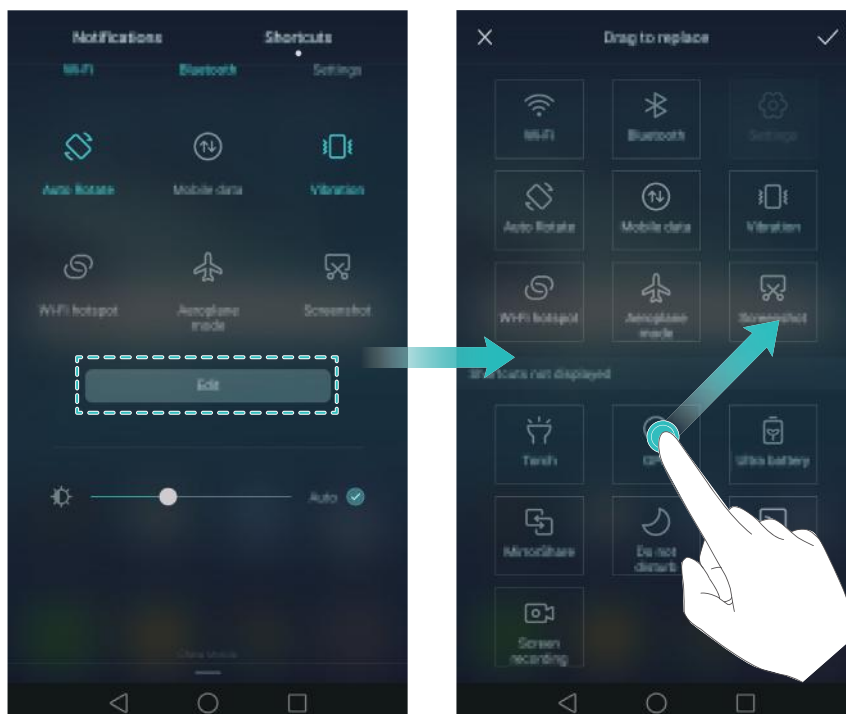 Notifications
Shortcuts
Wi-Fi
Bluetooth
Settings
Auto Rotate
Mobile data
Vibration
Wi-Fi hotspot
Aeroplane
mode
Screenshot
Edit
Auto
China Mobile
Drag to replace
Wi-Fi
Bluetooth
Settings
Auto Rotate
Mobile data
Vibration
Wi-Fi hotspot
Aeroplane
mode
Screenshot
Shortcuts not displayed
Torch
Ultra battery
MirrorShare
Do not
disturb
Screen
recording